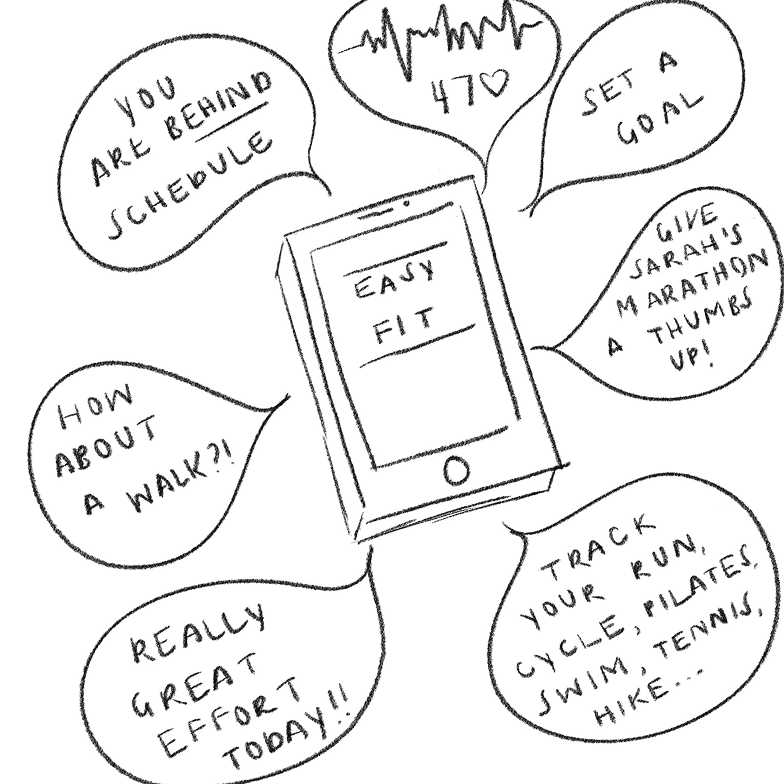 YOU
ARE BEHIND
SCHEDULE
47♡
SET A
GOAL
GIVE
SARAH'S
MARATHON
A THUMBS
UP!
EASY
FIT
HOW
ABOUT
A WALK?!
TRACK
YOUR RUN,
CYCLE, PILATES,
SWIM, TENNIS,
HIKE...
REALLY
GREAT
EFFORT
TODAY!!